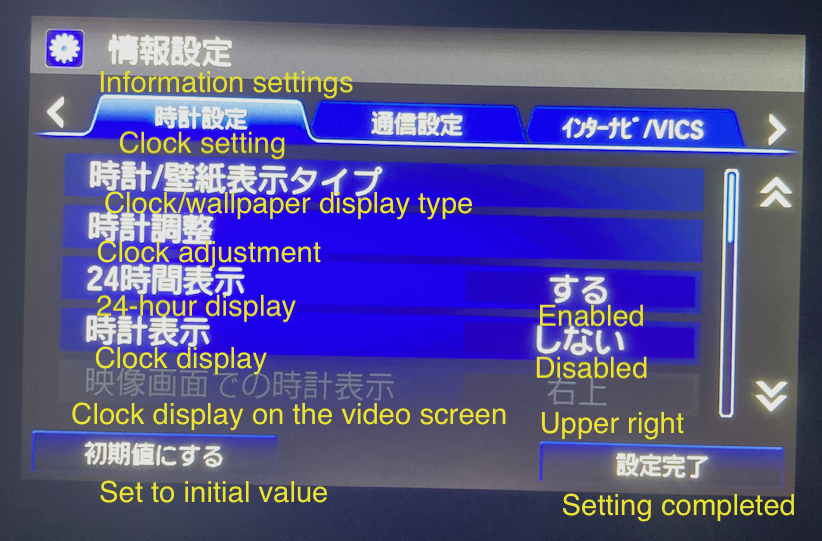 情報設定
Information settings
時計設定
通信設定
インターナビ/VICS
Clock setting
時計/壁紙表示タイプ
Clock/wallpaper display type
時計調整
Clock adjustment
24時間表示 する
24-hour display Enabled
時計表示 しない
Clock display Disabled
映像画面での時計表示 右上
Clock display on the video screen Upper right
初期値にする 設定完了
Set to initial value Setting completed